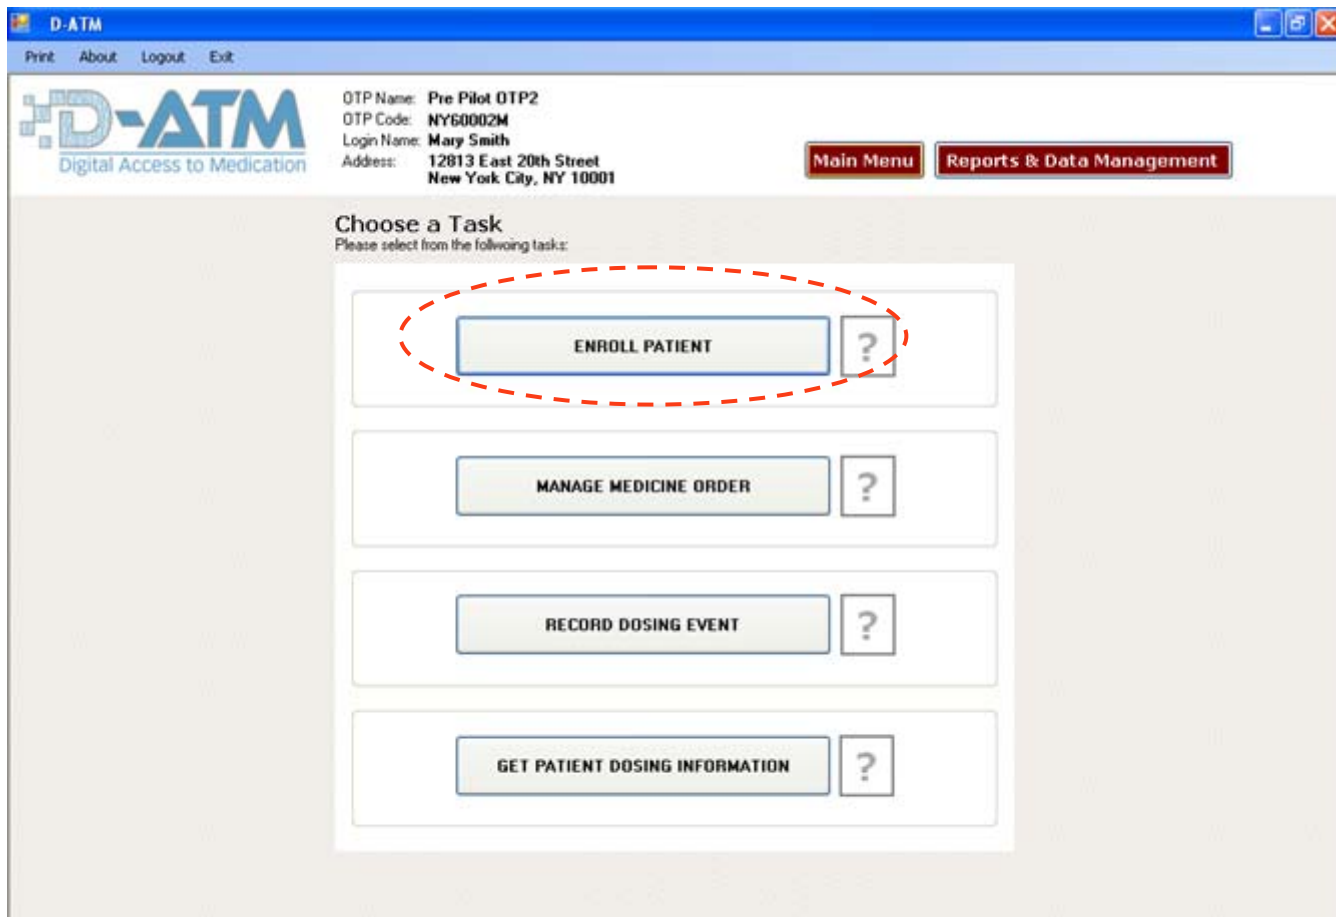 D-ATM
Print About Logout Exit
D-ATM
Digital Access to Medication
OTP Name: Pre Pilot OTP2
OTP Code: NY60002M
Login Name: Mary Smith
Address: 12813 East 20th Street
New York City, NY 10001
Main Menu Reports & Data Management
Choose a Task
Please select from the follwoing tasks:
ENROLL PATIENT ?
MANAGE MEDICINE ORDER ?
RECORD DOSING EVENT ?
GET PATIENT DOSING INFORMATION ?